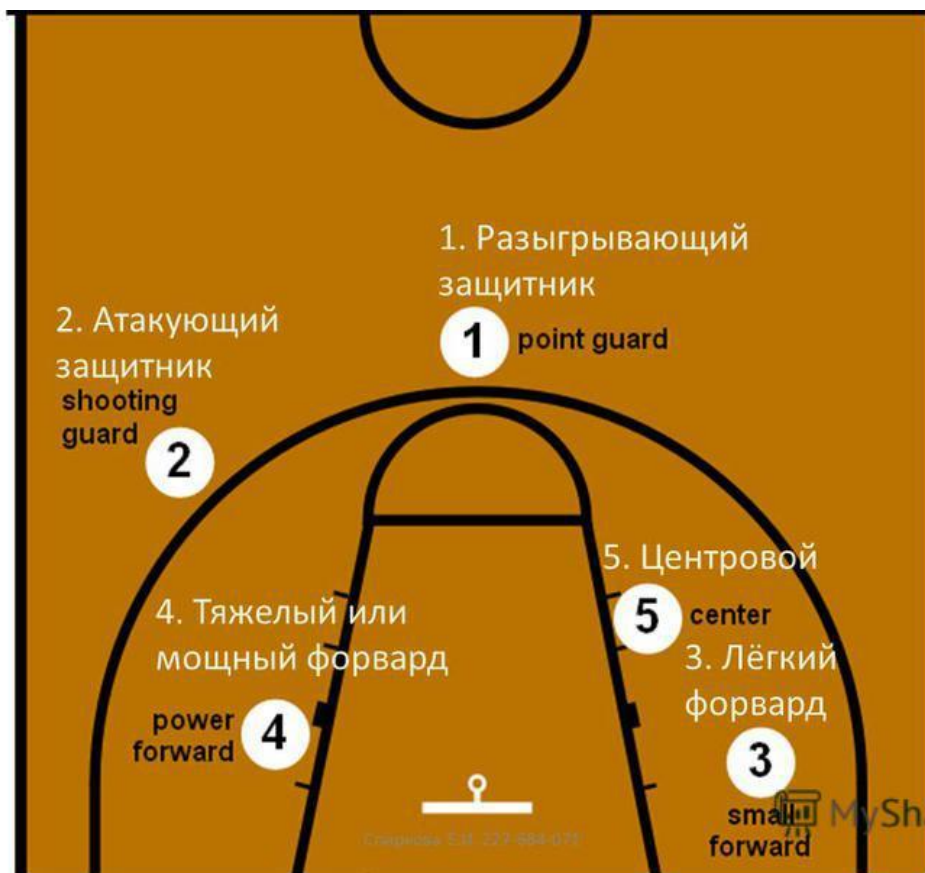 1. Разыгрывающий
защитник
1 point guard
2. Атакующий
защитник
shooting
guard
2
5. Центровой
5 center
4. Тяжелый или
мощный форвард
power
forward
4
3. Лёгкий
форвард
3
small
forward
MySha